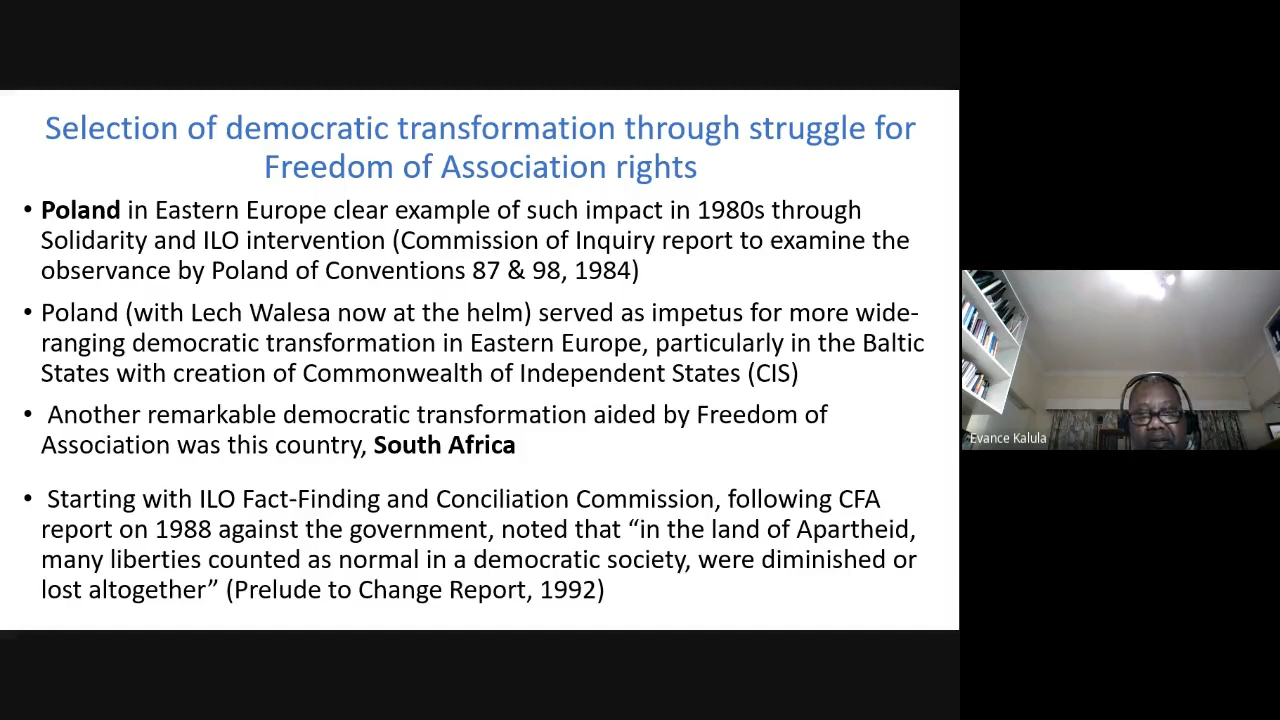 Selection of democratic transformation through struggle for
Freedom of Association rights
• Poland in Eastern Europe clear example of such impact in 1980s through
Solidarity and ILO intervention (Commission of Inquiry report to examine the
observance by Poland of Conventions 87 & 98, 1984)
• Poland (with Lech Walesa now at the helm) served as impetus for more wide-
ranging democratic transformation in Eastern Europe, particularly in the Baltic
States with creation of Commonwealth of Independent States (CIS)
• Another remarkable democratic transformation aided by Freedom of
Association was this country, South Africa
• Starting with ILO Fact-Finding and Conciliation Commission, following CFA
report on 1988 against the government, noted that “in the land of Apartheid,
many liberties counted as normal in a democratic society, were diminished or
lost altogether” (Prelude to Change Report, 1992)
Evance Kalula